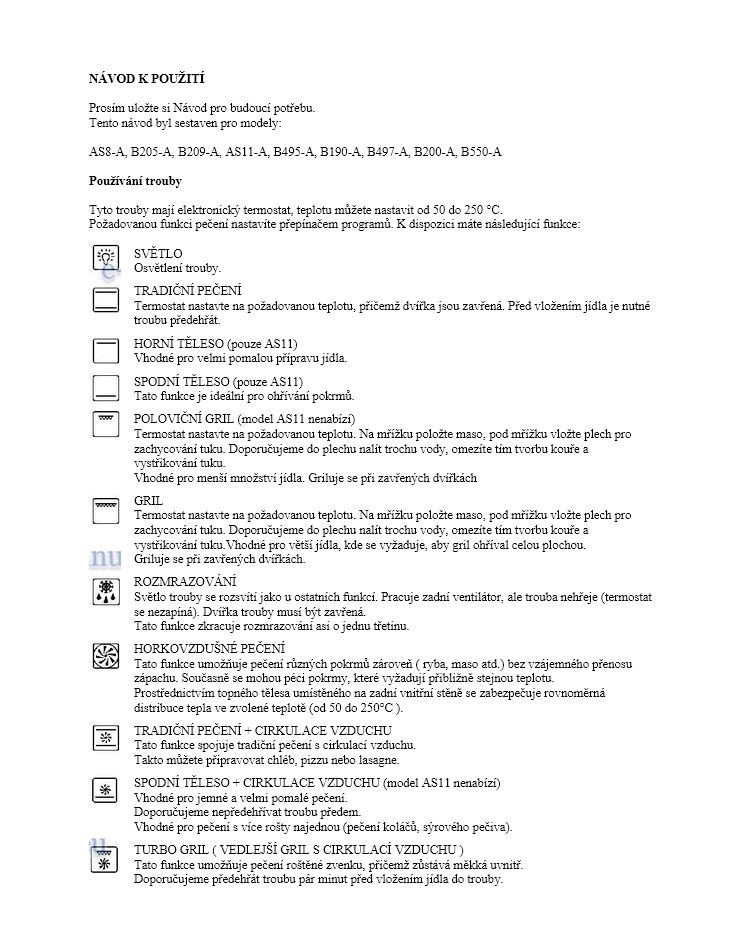 NÁVOD K POUŽITÍ
Prosím uložte si Návod pro budoucí potřebu.
Tento návod byl sestaven pro modely:
AS8-A, B205-A, B209-A, AS11-A, B495-A, B190-A, B497-A, B200-A, B550-A
Používání trouby
Tyto trouby mají elektronický termostat, teplotu můžete nastavit od 50 do 250 °C.
Požadovanou funkci pečení nastavíte přepínačem programů. K dispozici máte následující funkce:
SVĚTLO
Osvětlení trouby.
e-
TRADIČNÍ PEČENÍ
Termostat nastavte na požadovanou teplotu, přičemž dvířka jsou zavřená. Před vložením jídla je nutné
troubu předehřát.
HORNÍ TĚLESO (pouze AS11)
Vhodné pro velmi pomalou přípravu jídla.
SPODNÍ TĚLESO (pouze AS11)
Tato funkce je ideální pro ohřívání pokrmů.
POLOVIČNÍ GRIL (model AS11 nenabízí)
Termostat nastavte na požadovanou teplotu. Na mřížku položte maso, pod mřížku vložte plech pro
zachycování tuku. Doporučujeme do plechu nalít trochu vody, omezíte tím tvorbu kouře a
vystřikování tuku.
Vhodné pro menší množství jídla. Griluje se při zavřených dvířkách
GRIL
Termostat nastavte na požadovanou teplotu. Na mřížku položte maso, pod mřížku vložte plech pro
zachycování tuku. Doporučujeme do plechu nalít trochu vody, omezíte tím tvorbu kouře a
vystřikování tuku.Vhodné pro větší jídla, kde se vyžaduje, aby gril ohříval celou plochou.
nu Griluje se při zavřených dvířkách.
ROZMRAZOVÁNÍ
Světlo trouby se rozsvítí jako u ostatních funkcí. Pracuje zadní ventilátor, ale trouba nehřeje (termostat
se nezapíná). Dvířka trouby musí být zavřená.
Tato funkce zkracuje rozmrazování asi o jednu třetinu.
HORKOVZDUŠNÉ PEČENÍ
Tato funkce umožňuje pečení různých pokrmů zároveň ( ryba, maso atd.) bez vzájemného přenosu
zápachu. Současně se mohou péci pokrmy, které vyžadují přibližně stejnou teplotu.
Prostřednictvím topného tělesa umístěného na zadní vnitřní stěně se zabezpečuje rovnoměrná
distribuce tepla ve zvolené teplotě (od 50 do 250°C ).
TRADIČNÍ PEČENÍ + CIRKULACE VZDUCHU
Tato funkce spojuje tradiční pečení s cirkulací vzduchu.
Takto můžete připravovat chléb, pizzu nebo lasagne.
SPODNÍ TĚLESO + CIRKULACE VZDUCHU (model AS11 nenabízí)
Vhodné pro jemné a velmi pomalé pečení.
Doporučujeme nepředehřívat troubu předem.
Vhodné pro pečení s více rošty najednou (pečení koláčů, sýrového pečiva).
u
TURBO GRIL ( VEDLEJŠÍ GRIL S CIRKULACÍ VZDUCHU )
Tato funkce umožňuje pečení roštěné zvenku, přičemž zůstává měkká uvnitř.
Doporučujeme předehřát troubu pár minut před vložením jídla do trouby.